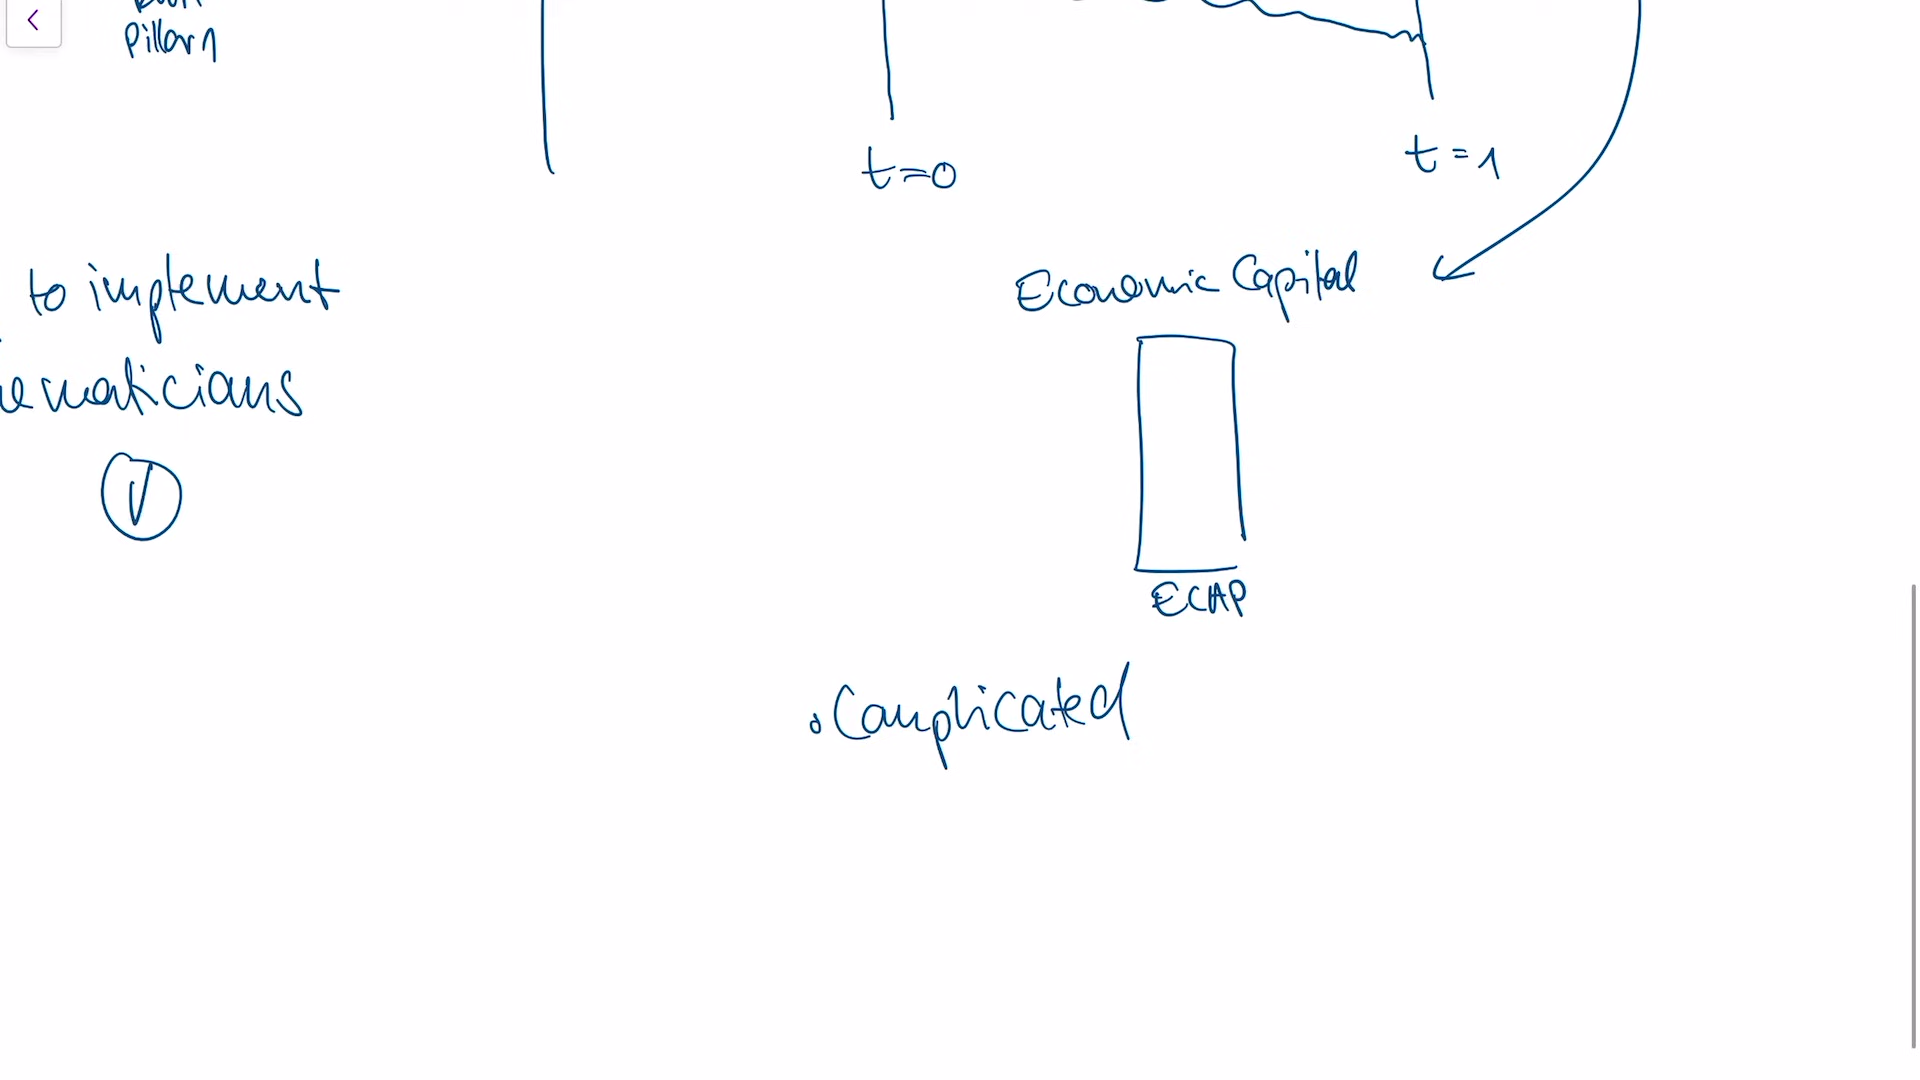 Pillar 1
t=0
t=1
to implement
ematicians
Economic Capital
ECAP
Complicated